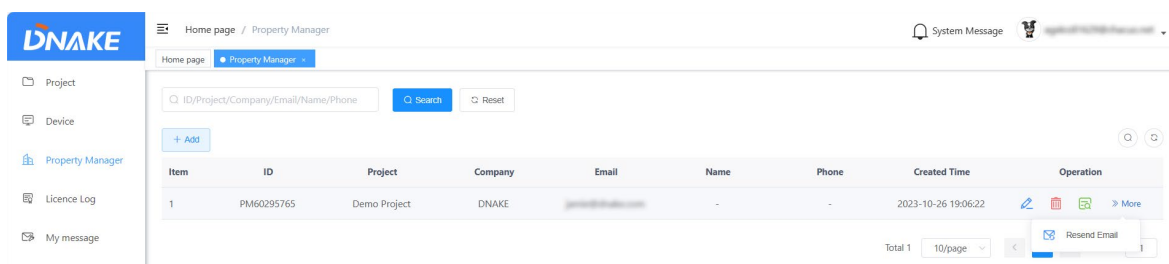 DNAKE
Home page / Property Manager
System Message
Home page
Property Manager ×
Project
Device
Property Manager
Licence Log
My message
ID/Project/Company/Email/Name/Phone
Search
Reset
+ Add
Item ID Project Company Email Name Phone Created Time Operation
1 PM60295765 Demo Project DNAKE - - 2023-10-26 19:06:22 » More
Resend Email
Total 1 10/page < 1